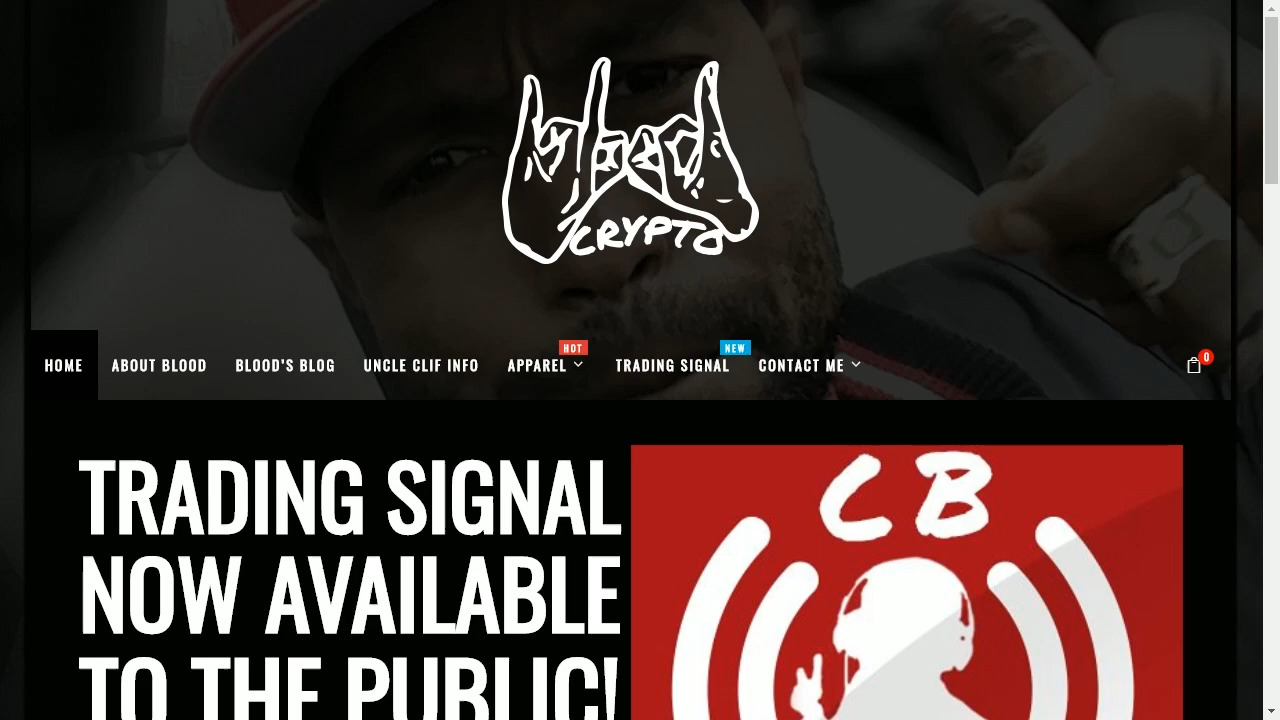 blood
CRYPTO
HOME ABOUT BLOOD BLOOD'S BLOG UNCLE CLIF INFO APPAREL HOT TRADING SIGNAL NEW CONTACT ME 0
TRADING SIGNAL
NOW AVAILABLE
TO THE PUBLIC!
C B